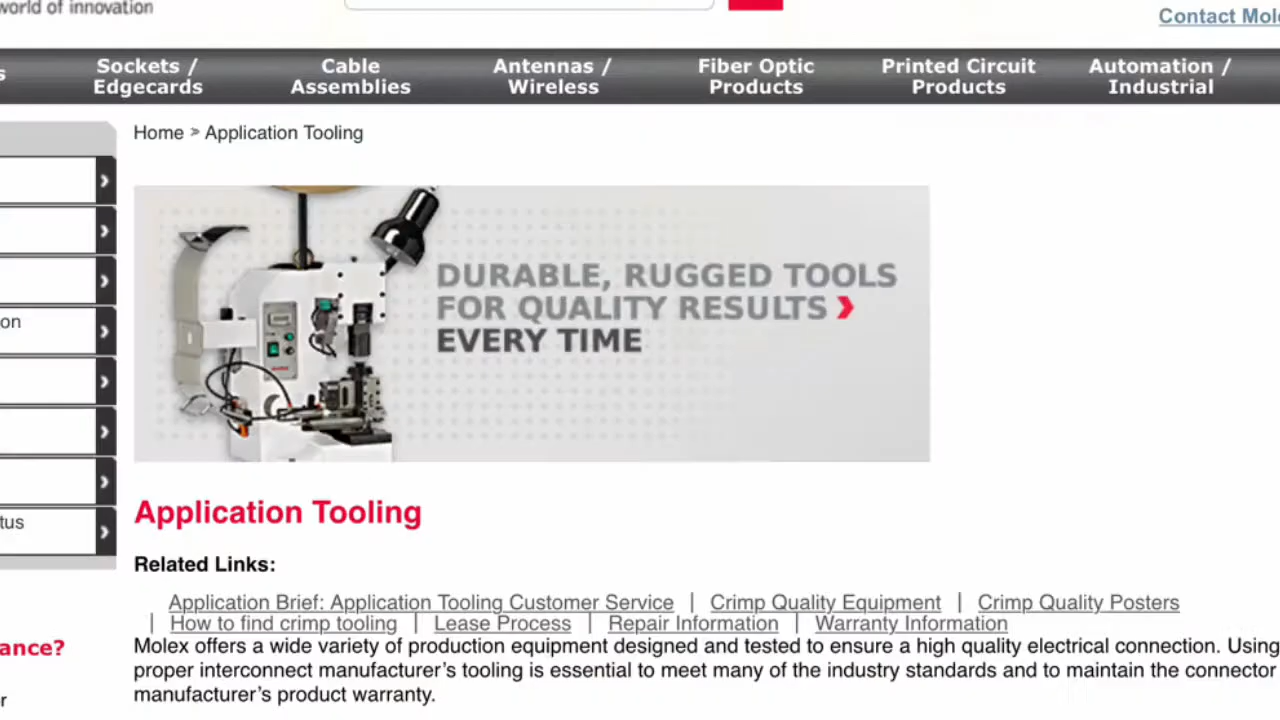 world of innovation
Contact Mole
s
Sockets /
Edgecards
Cable
Assemblies
Antennas /
Wireless
Fiber Optic
Products
Printed Circuit
Products
Automation /
Industrial
Home > Application Tooling
DURABLE, RUGGED TOOLS
FOR QUALITY RESULTS
EVERY TIME
on
tus
ance?
r
Application Tooling
Related Links:
Application Brief: Application Tooling Customer Service | Crimp Quality Equipment | Crimp Quality Posters
| How to find crimp tooling | Lease Process | Repair Information | Warranty Information
Molex offers a wide variety of production equipment designed and tested to ensure a high quality electrical connection. Using
proper interconnect manufacturer's tooling is essential to meet many of the industry standards and to maintain the connector
manufacturer's product warranty.